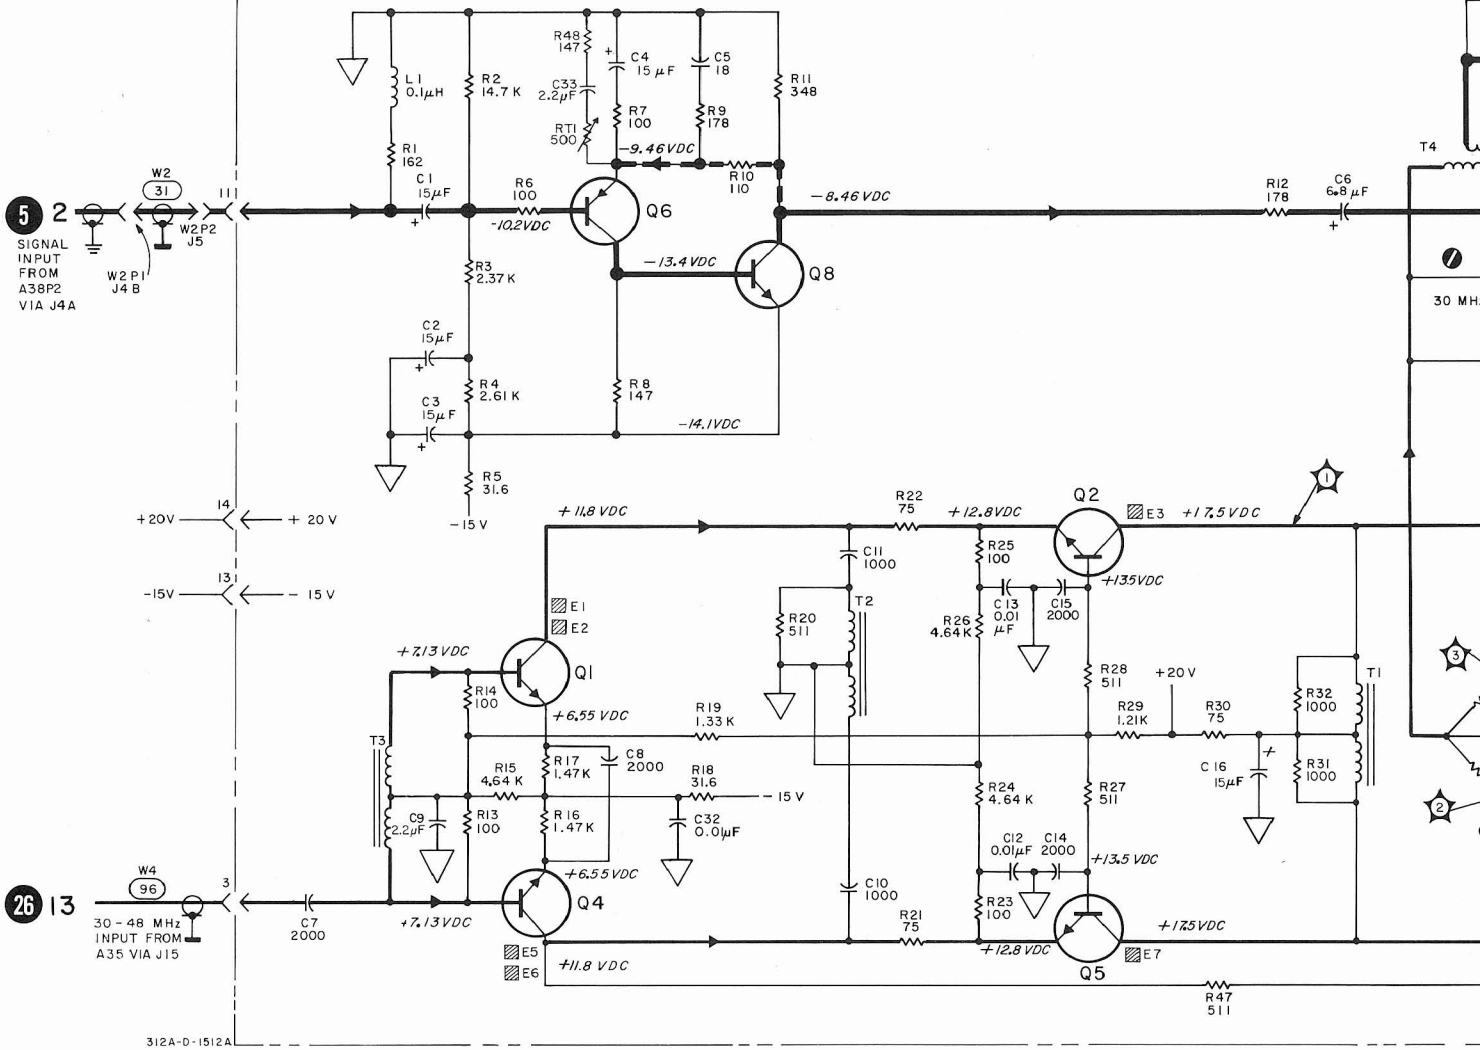 R48
147
C4
15 µF
C5
18
L1
0.1µH
R2
14.7 K
C33
2.2µF
R11
348
R7
100
R9
178
RT1
500
R1
162
-9.46VDC
T4
W2
31
11
C1
15µF
+
R6
100
R10
110
5 2
Q6
-8.46 VDC
R12
178
C6
6.8 µF
+
-10.2VDC
SIGNAL
INPUT
FROM
A38P2
VIA J4A
W2P2
J5
W2P1
J4B
-13.4 VDC
Q8
R3
2.37 K
30 MH
C2
15µF
+
R4
2.61 K
R8
147
C3
15µF
+
-14.1VDC
R5
31.6
-15 V
1
+20V
14
+ 20 V
+ 11.8 VDC
R22
75
+12.8VDC
Q2
E3
+17.5 VDC
C11
1000
R25
100
+13.5VDC
-15V
13
- 15 V
E1
E2
R20
511
T2
R26
4.64K
C13
0.01
µF
C15
2000
+7.13 VDC
Q1
3
R14
100
R28
511
+20V
T1
+6.55 VDC
R19
1.33 K
R29
1.21K
R30
75
R32
1000
T3
R17
1.47K
C8
2000
R15
4.64 K
R18
31.6
- 15 V
C16
15µF
+
R31
1000
C9
2.2µF
R13
100
R16
1.47K
C32
0.01µF
R24
4.64 K
R27
511
2
C12
0.01µF
C14
2000
+13.5 VDC
W4
96
3
+6.55VDC
26 13
C10
1000
Q4
R23
100
30-48 MHz
INPUT FROM
A35 VIA J15
C7
2000
+7.13VDC
R21
75
+17.5VDC
E5
E6
+11.8 VDC
+12.8 VDC
Q5
E7
R47
511
312A-D-1512A